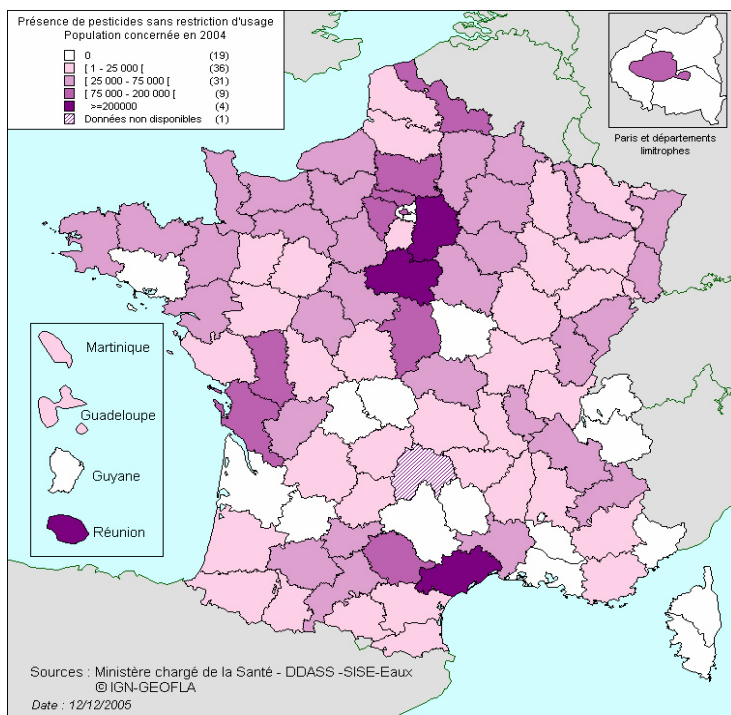 Présence de pesticides sans restriction d'usage
Population concernée en 2004
0 (19)
[ 1 - 25 000 [ (36)
[ 25 000 - 75 000 [ (31)
[ 75 000 - 200 000 [ (9)
>=200000 (4)
Données non disponibles (1)
Paris et départements
limitrophes
Martinique
Guadeloupe
Guyane
Réunion
Sources : Ministère chargé de la Santé - DDASS -SISE-Eaux
© IGN-GEOFLA
Date : 12/12/2005